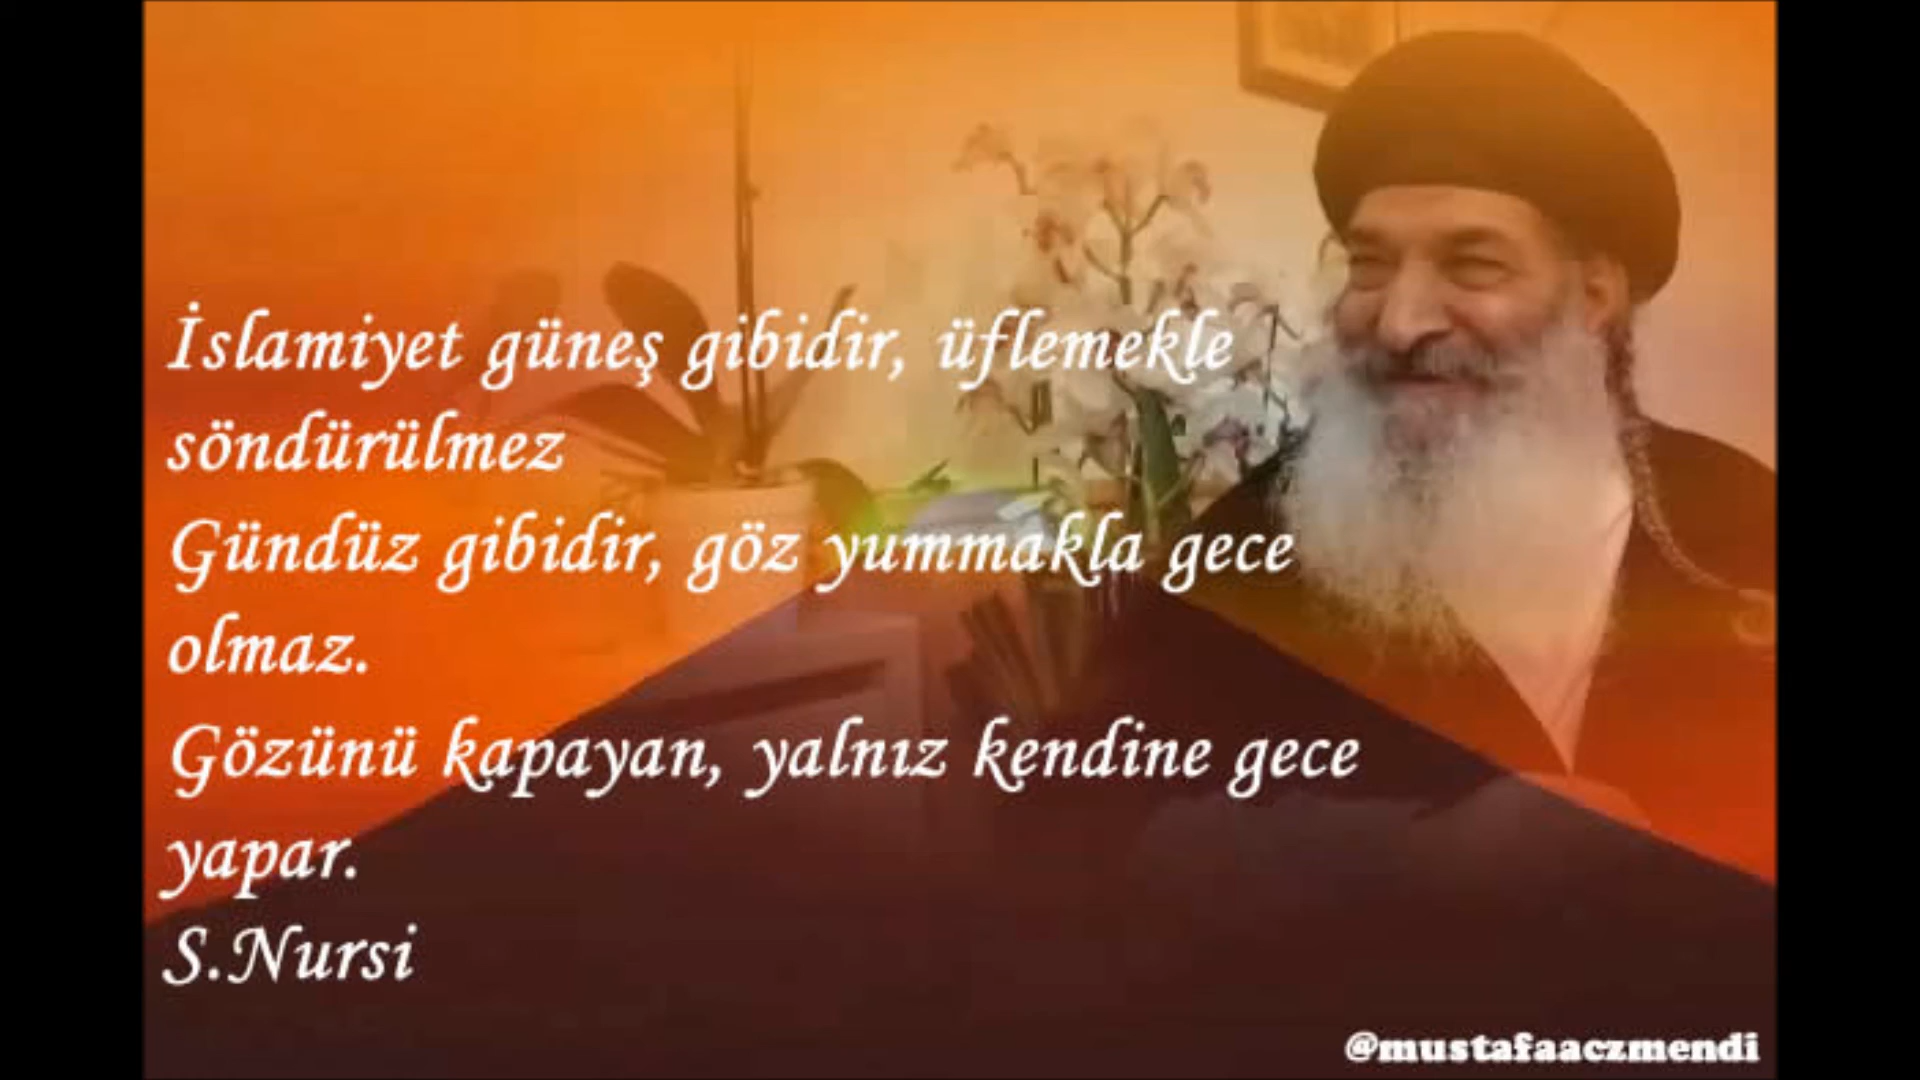 İslamiyet güneş gibidir, üflemekle
söndürülmez
Gündüz gibidir, göz yummakla gece
olmaz.
Gözünü kapayan, yalnız kendine gece
yapar.
S.Nursi
@mustafaaczmendi